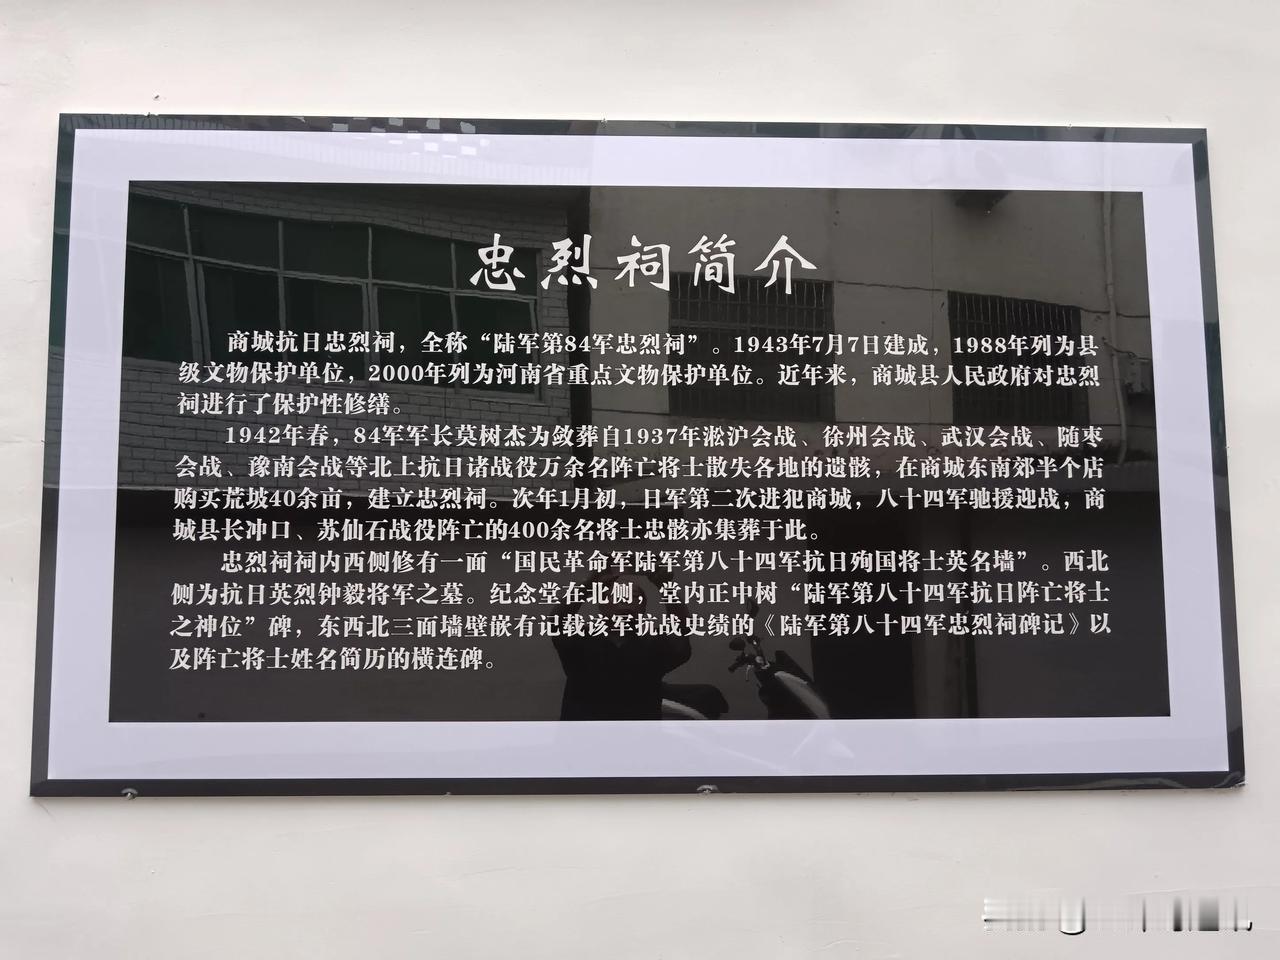 忠烈祠简介
商城抗日忠烈祠，全称“陆军第84军忠烈祠”。1943年7月7日建成，1988年列为县
级文物保护单位，2000年列为河南省重点文物保护单位。近年来，商城县人民政府对忠烈
祠进行了保护性修缮。
1942年春，84军军长莫树杰为敛葬自1937年淞沪会战、徐州会战、武汉会战、随枣
会战、豫南会战等北上抗日诸战役万余名阵亡将士散失各地的遗骸，在商城东南郊半个店
购买荒坡40余亩，建立忠烈祠。次年1月初，日军第二次进犯商城，八十四军驰援迎战，商
城县长冲口、苏仙石战役阵亡的400余名将士忠骸亦集葬于此。
忠烈祠祠内西侧修有一面“国民革命军陆军第八十四军抗日殉国将士英名墙”。西北
侧为抗日英烈钟毅将军之墓。纪念堂在北侧，堂内正中树“陆军第八十四军抗日阵亡将士
之神位”碑，东西北三面墙壁嵌有记载该军抗战史绩的《陆军第八十四军忠烈祠碑记》以
及阵亡将士姓名简历的横连碑。